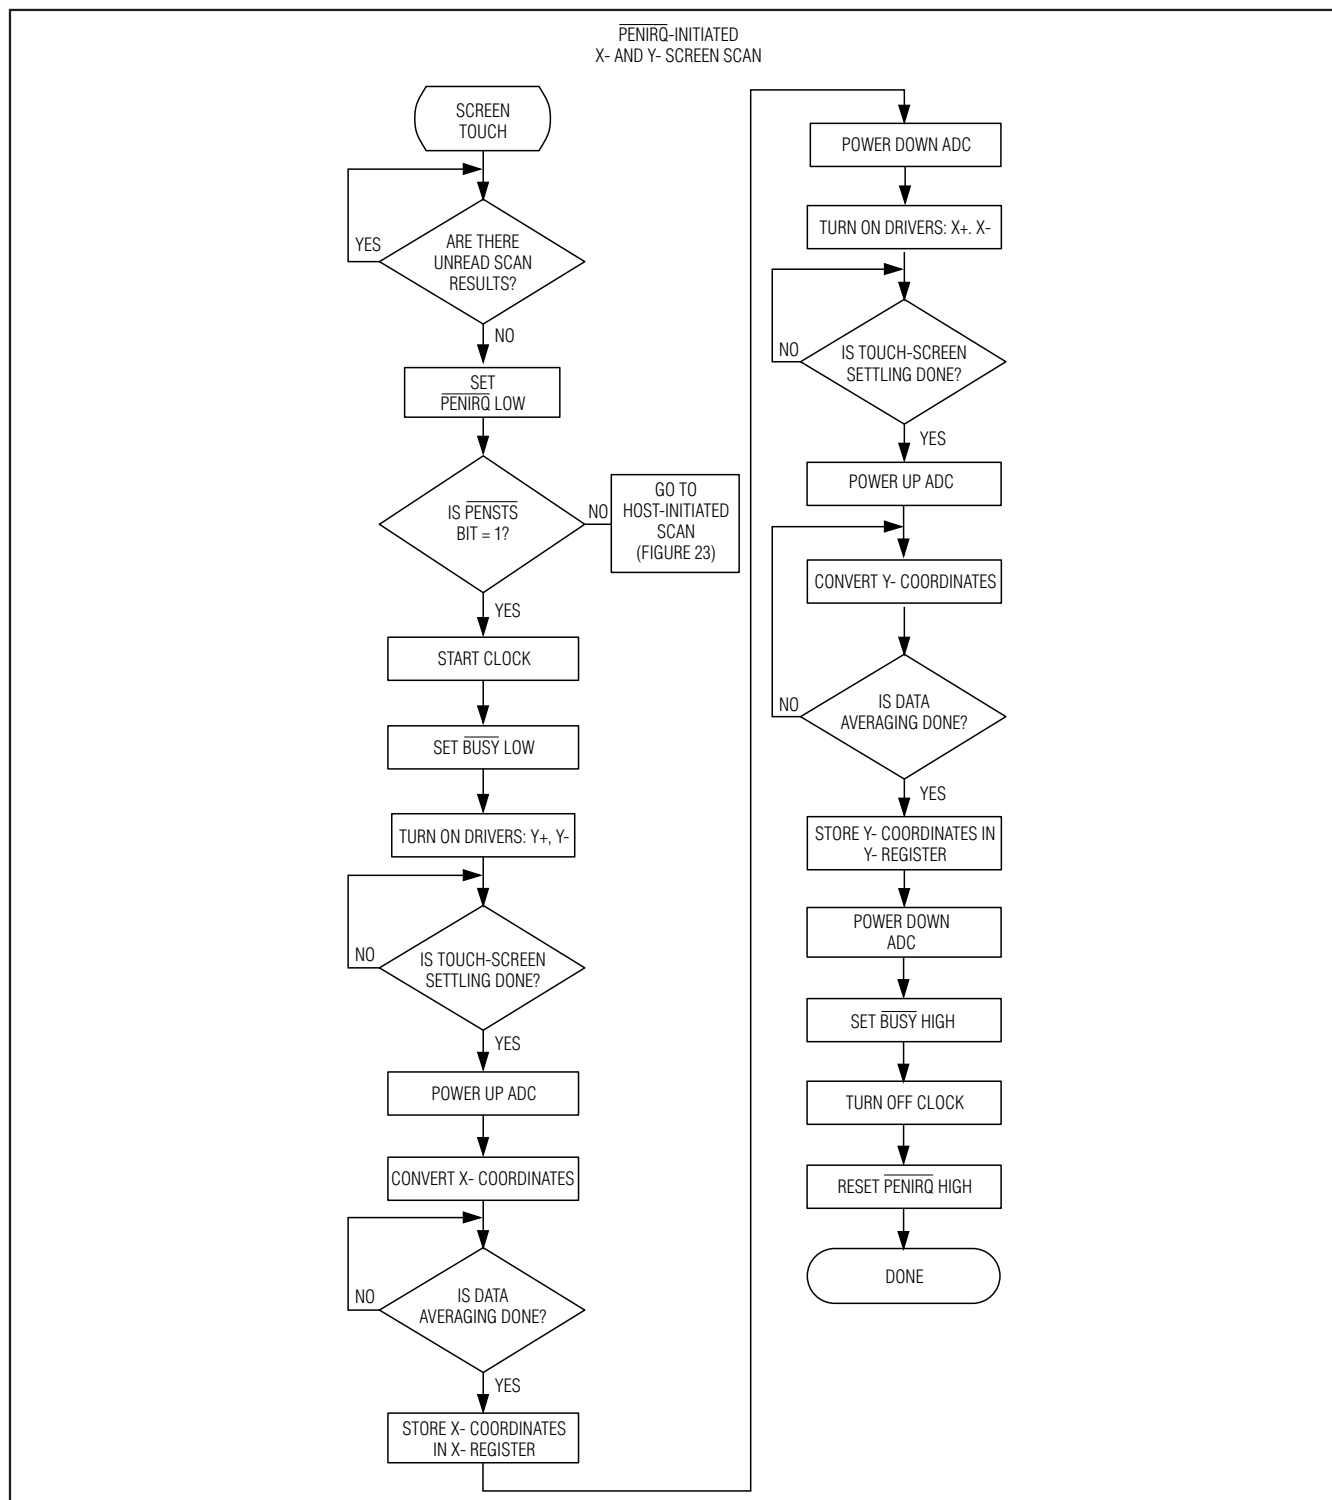 PENIRQ-INITIATED
X- AND Y- SCREEN SCAN
SCREEN
TOUCH
YES
ARE THERE
UNREAD SCAN
RESULTS?
NO
SET
PENIRQ LOW
IS PENSTS
BIT = 1?
NO
GO TO
HOST-INITIATED
SCAN
(FIGURE 23)
YES
START CLOCK
SET BUSY LOW
TURN ON DRIVERS: Y+, Y-
NO
IS TOUCH-SCREEN
SETTLING DONE?
YES
POWER UP ADC
CONVERT X- COORDINATES
NO
IS DATA
AVERAGING DONE?
YES
STORE X- COORDINATES
IN X- REGISTER
POWER DOWN ADC
TURN ON DRIVERS: X+. X-
NO
IS TOUCH-SCREEN
SETTLING DONE?
YES
POWER UP ADC
CONVERT Y- COORDINATES
NO
IS DATA
AVERAGING DONE?
YES
STORE Y- COORDINATES IN
Y- REGISTER
POWER DOWN
ADC
SET BUSY HIGH
TURN OFF CLOCK
RESET PENIRQ HIGH
DONE